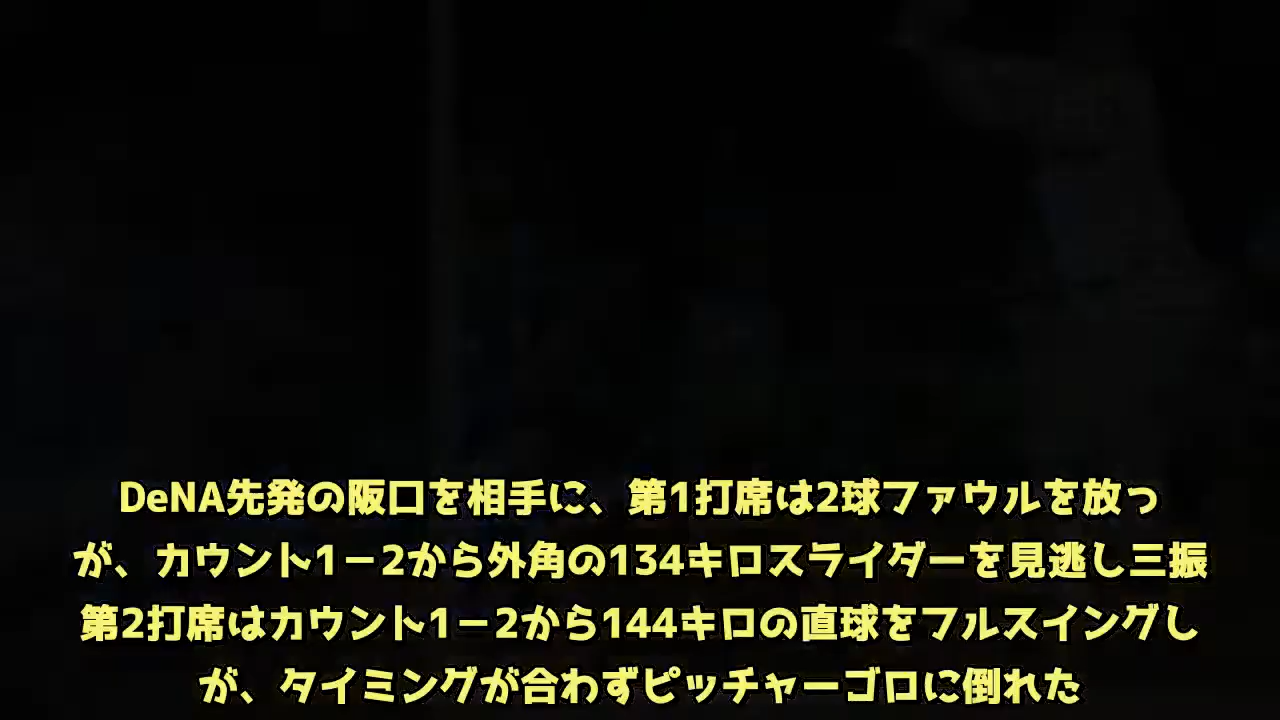 DeNA先発の阪口を相手に、第1打席は2球ファウルを放っ
が、カウント1－2から外角の134キロスライダーを見逃し三振
第2打席はカウント1－2から144キロの直球をフルスイングし
が、タイミングが合わずピッチャーゴロに倒れた